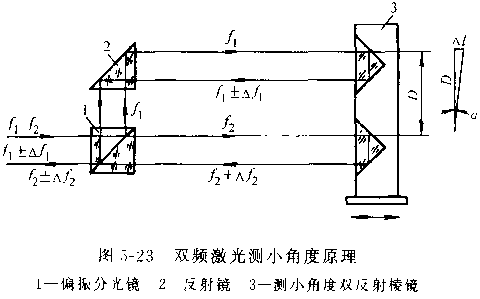 3
2
f₁
Δl
f₁±Δf₁
D
D
1
f₁
a
f₁ f₂
f₂
f₁±Δf₁
f₂±Δf₂
f₂+Δf₂
图 5-23 双频激光测小角度原理
1—偏振分光镜 2 反射镜 3—测小角度双反射棱镜